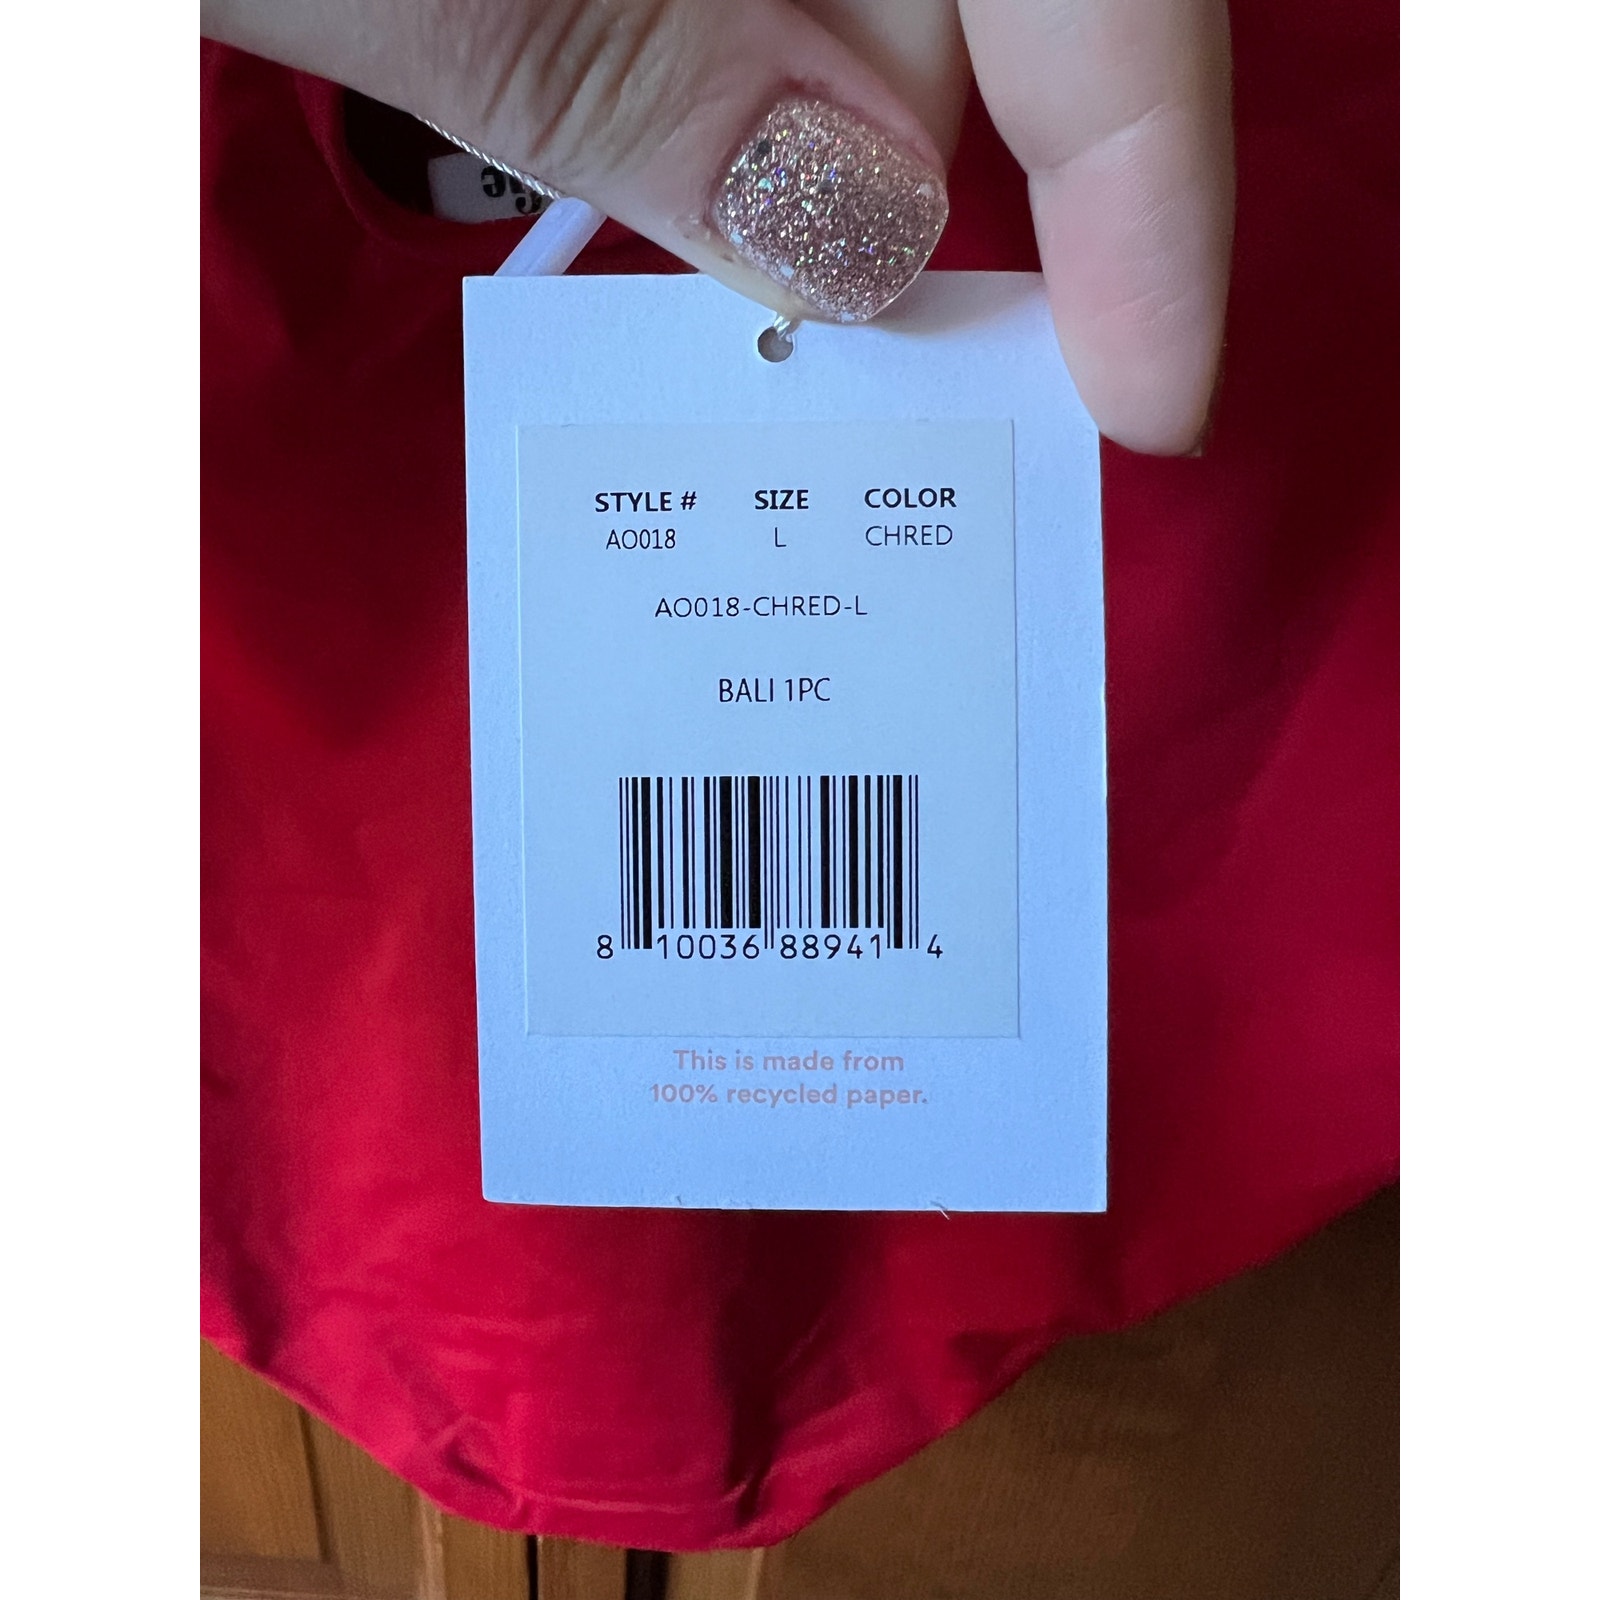 STYLE # SIZE COLOR
AO018 L CHRED
AO018-CHRED-L
BALI 1PC
8 10036 88941 4
This is made from
100% recycled paper.